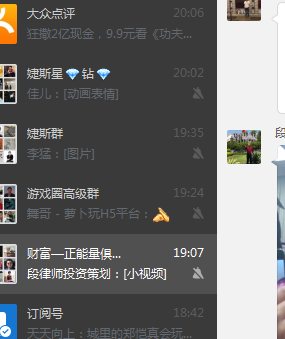 大众点评 20:06
狂撒2亿现金，9.9元看《功夫...
婕斯星💎钻💎 20:02
佳儿：[动画表情]
婕斯群 19:35
李猛：[图片]
游戏圈高级群 19:24
舞哥 - 萝卜玩H5平台：
财富—正能量俱... 19:07
段律师投资策划：[小视频]
订阅号 18:42
天天向上：域里的郑恺真会玩...
段